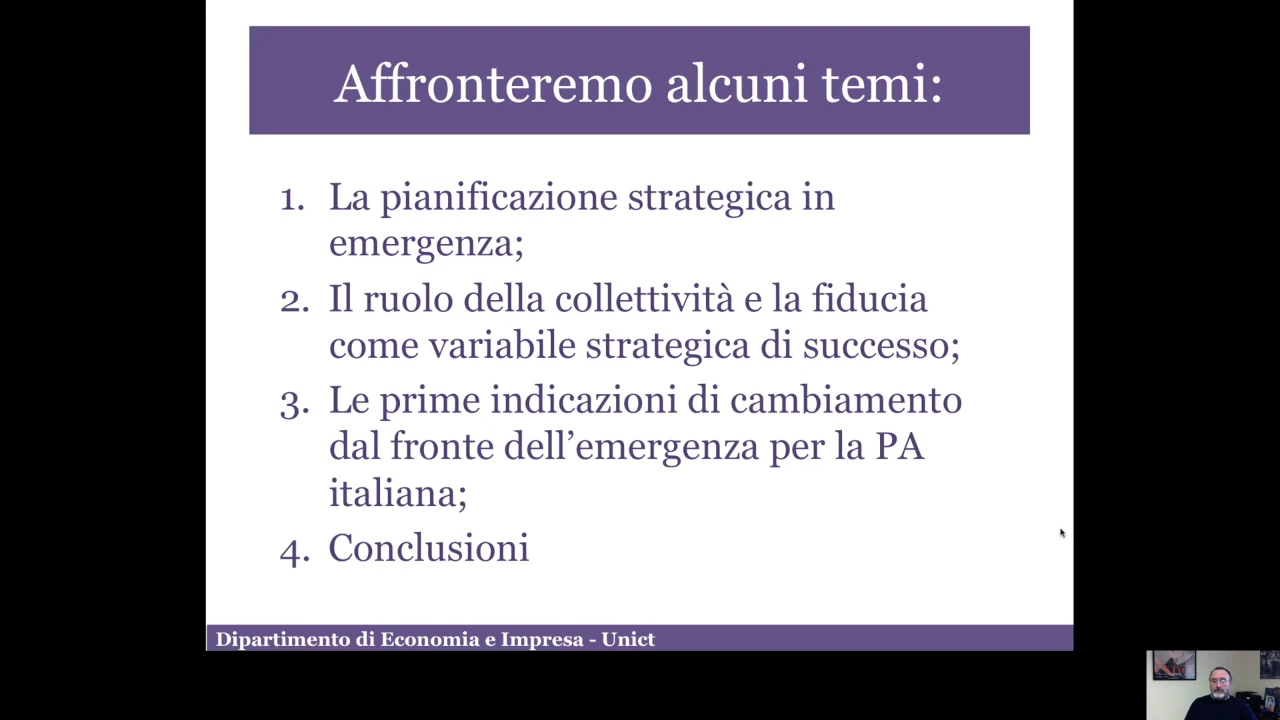 Affronteremo alcuni temi:
1. La pianificazione strategica in
emergenza;
2. Il ruolo della collettività e la fiducia
come variabile strategica di successo;
3. Le prime indicazioni di cambiamento
dal fronte dell’emergenza per la PA
italiana;
4. Conclusioni
Dipartimento di Economia e Impresa - Unict